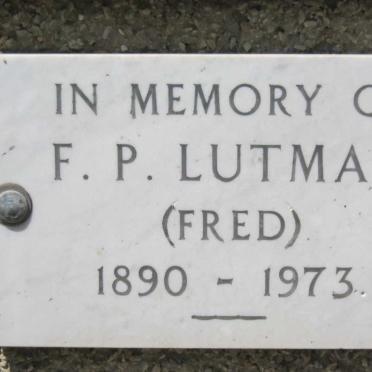 IN MEMORY O
F. P. LUTMA
(FRED)
1890 - 1973.